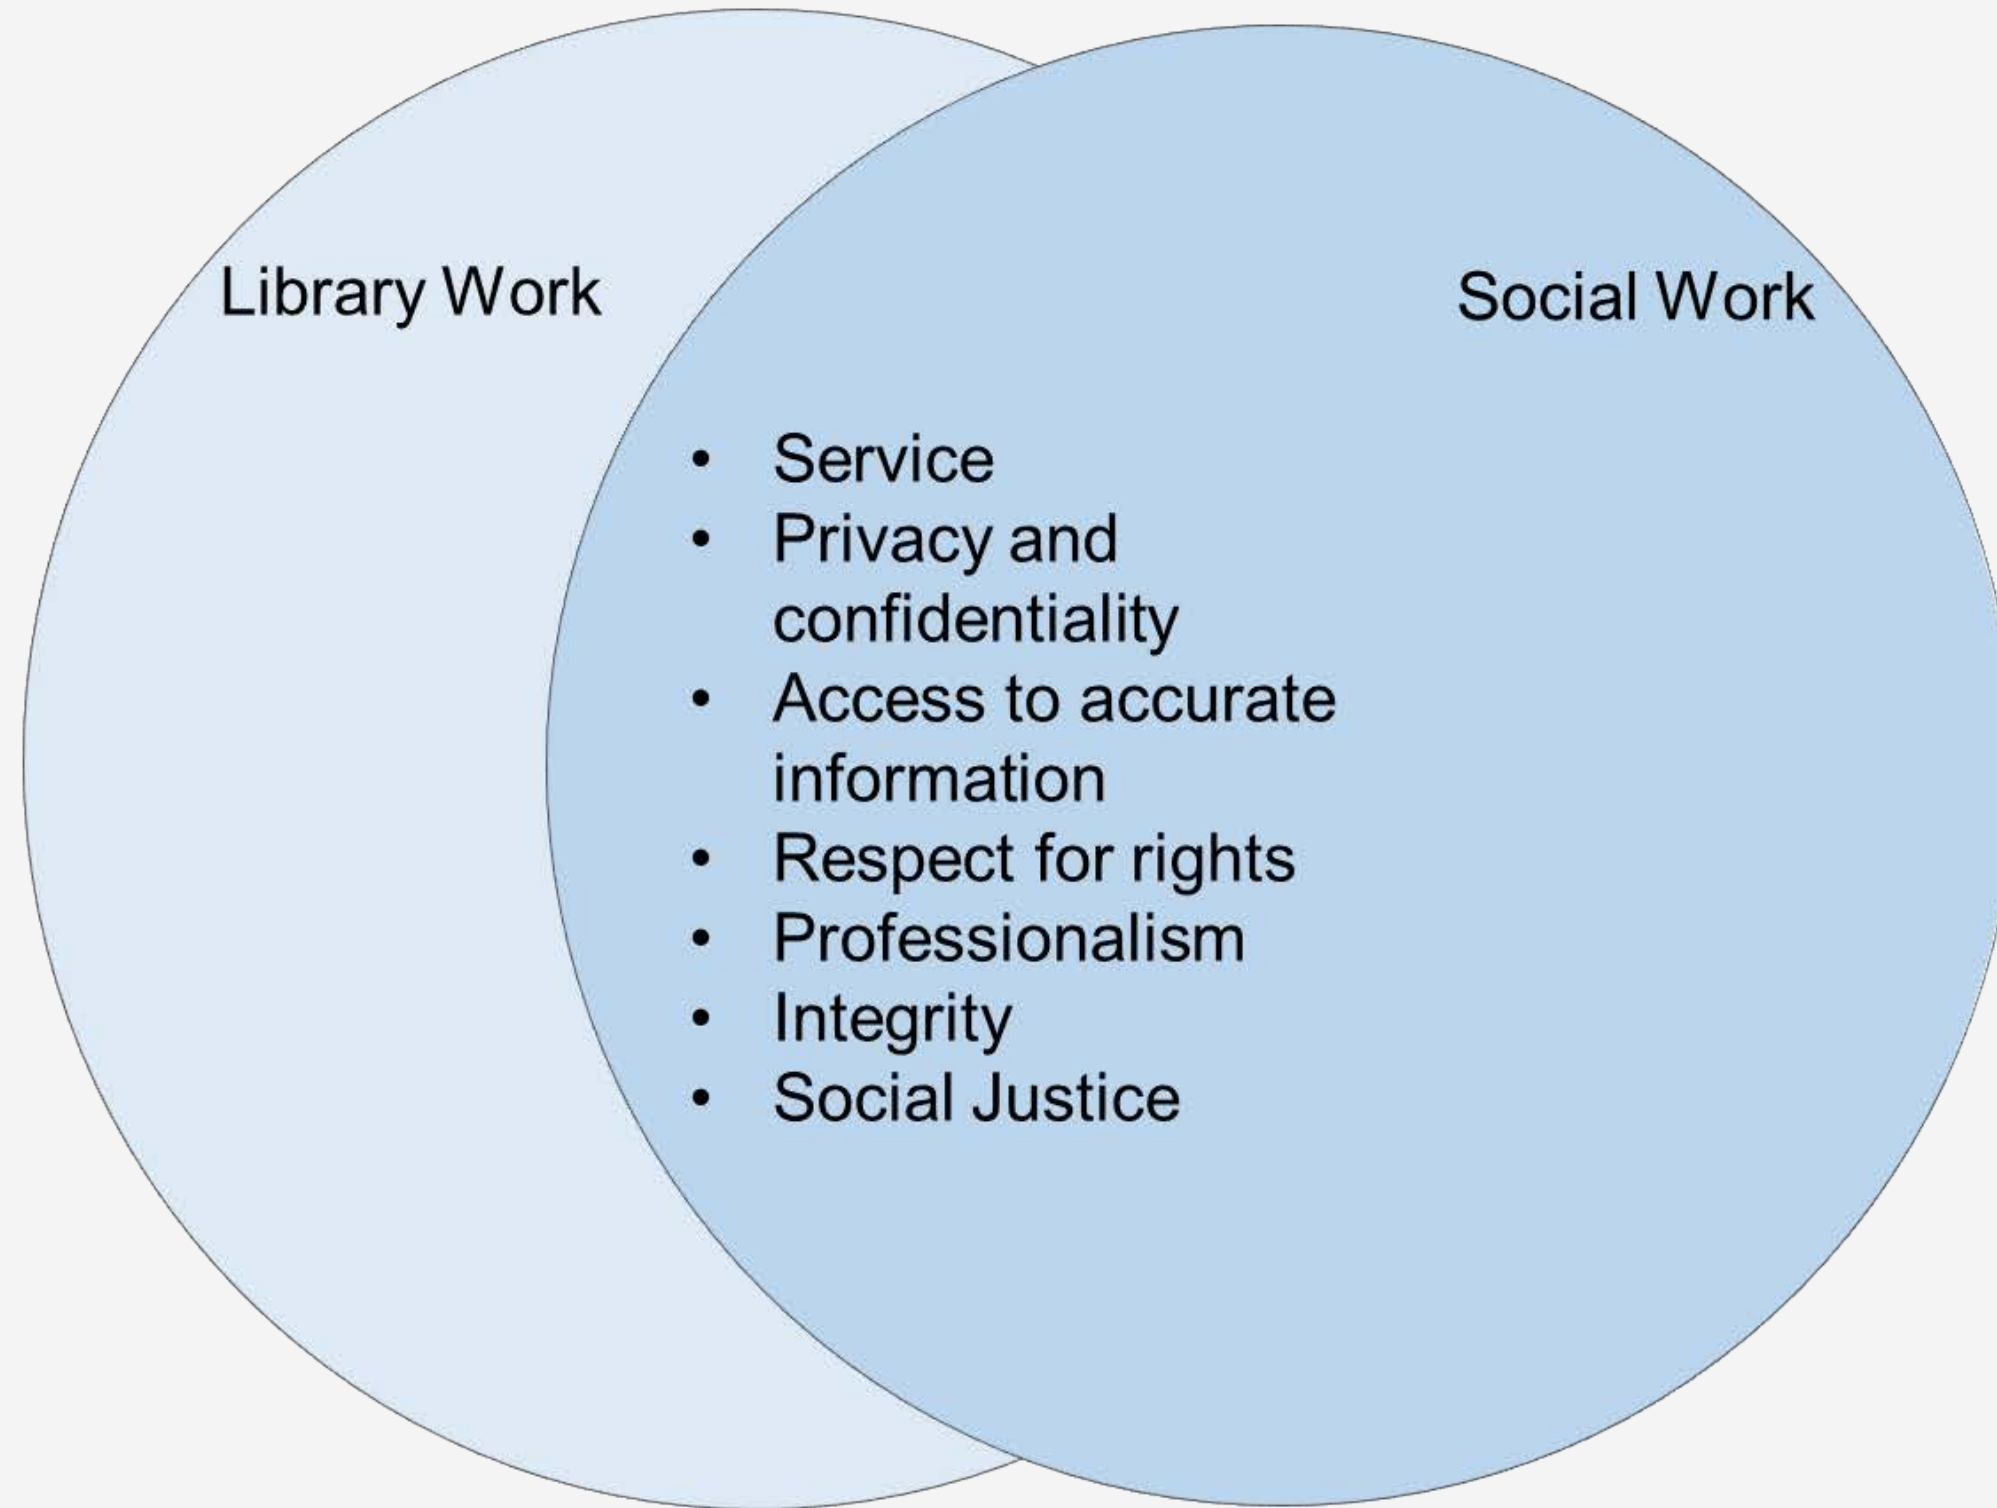 Library Work
Social Work
• Service
• Privacy and
confidentiality
• Access to accurate
information
• Respect for rights
• Professionalism
• Integrity
• Social Justice